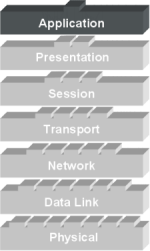 Application
Presentation
Session
Transport
Network
Data Link
Physical